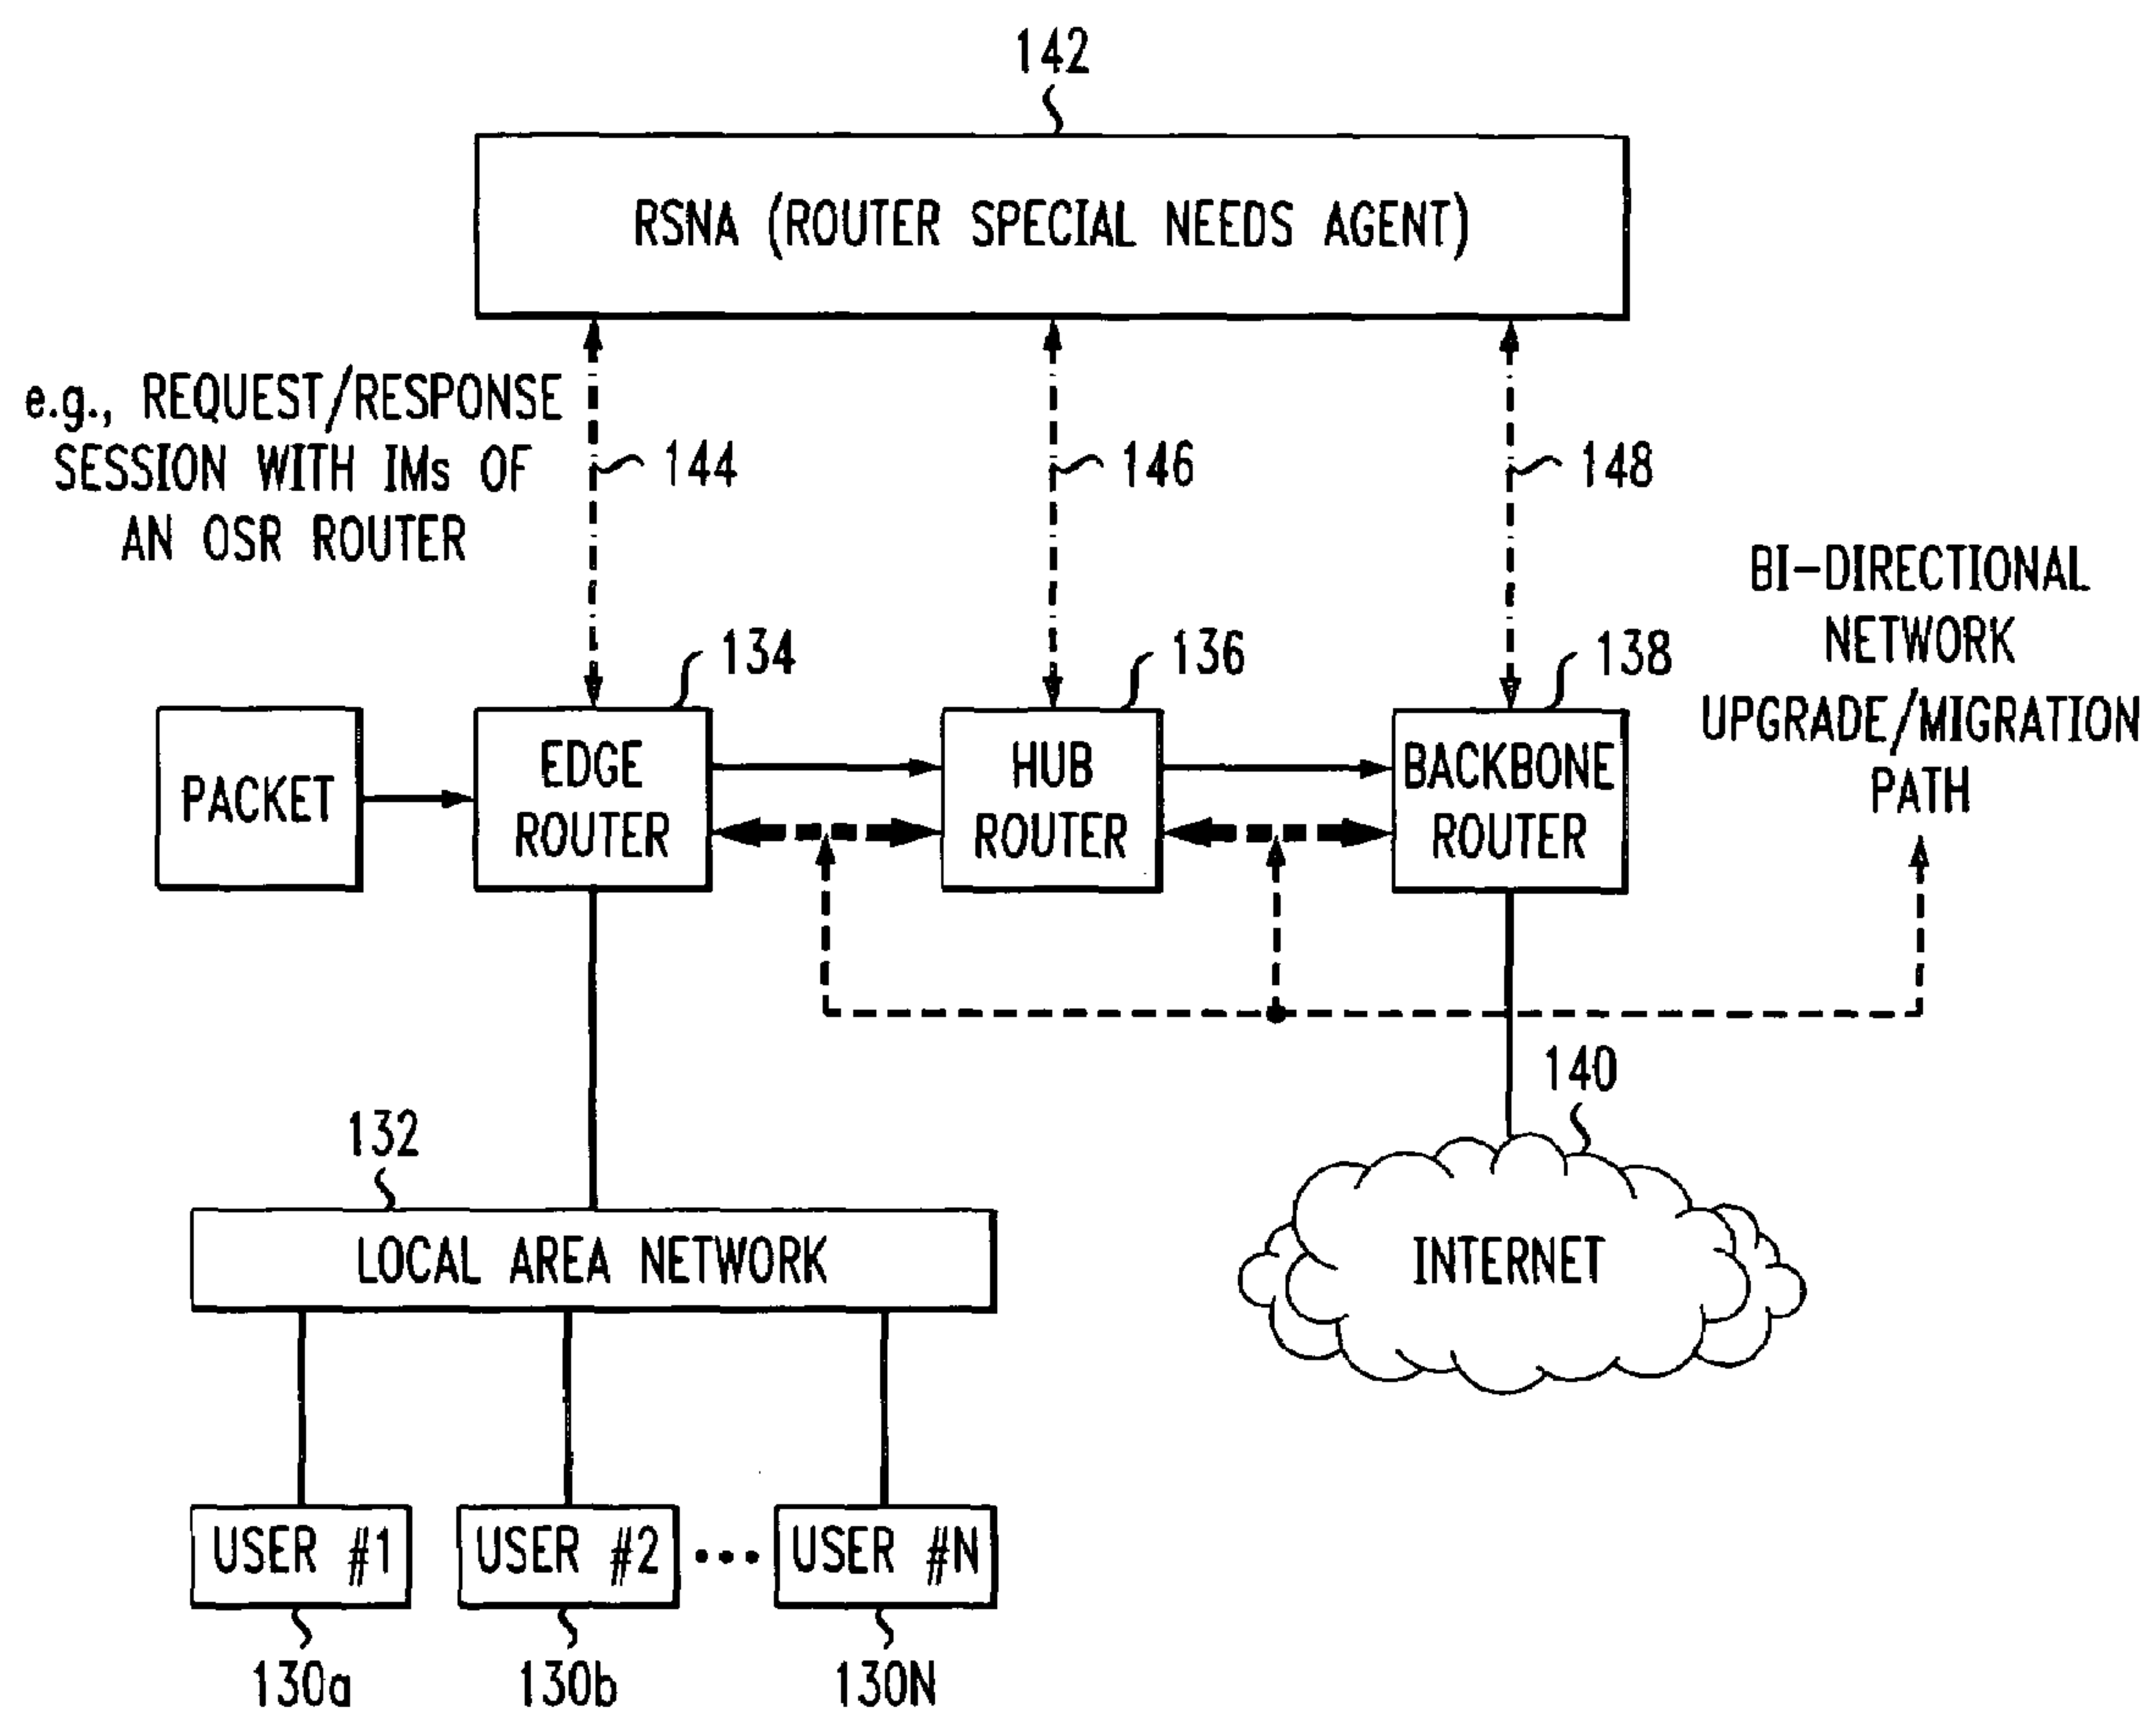 142
RSNA (ROUTER SPECIAL NEEDS AGENT)
e.g., REQUEST/RESPONSE
SESSION WITH IMs OF
AN OSR ROUTER
144
146
148
BI-DIRECTIONAL
NETWORK
UPGRADE/MIGRATION
PATH
134
136
138
PACKET
EDGE
ROUTER
HUB
ROUTER
BACKBONE
ROUTER
140
132
LOCAL AREA NETWORK
INTERNET
USER #1
USER #2
USER #N
130a
130b
130N